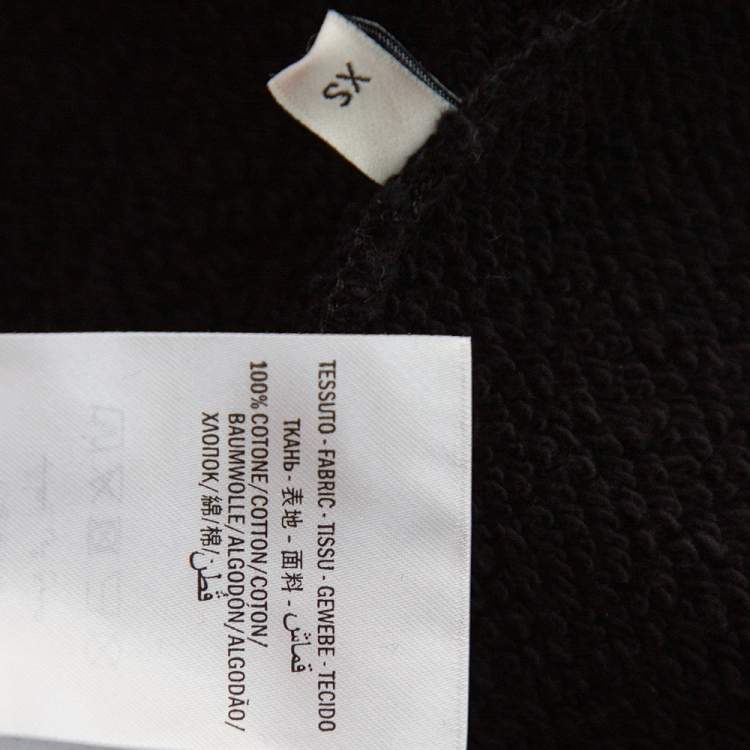 XS
TESSUTO - FABRIC - TISSU - GEWEBE - TECIDO
ТКАНЬ - 表地 - 面料 - قماش
100% COTONE/COTTON/COTON/
BAUMWOLLE/ALGODÓN/ALGODÃO/
ХЛОПОК/綿/棉/قطن